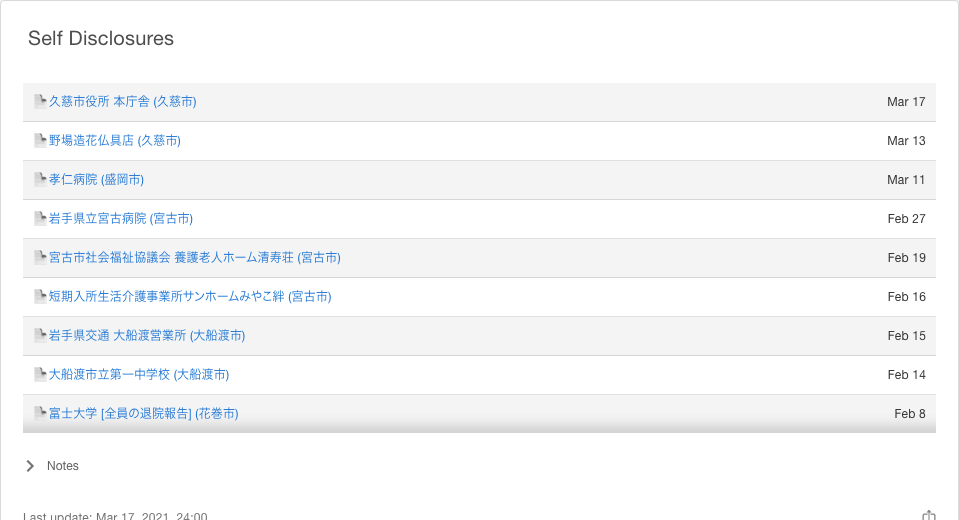 Self Disclosures
久慈市役所 本庁舎 (久慈市) Mar 17
野場造花仏具店 (久慈市) Mar 13
孝仁病院 (盛岡市) Mar 11
岩手県立宮古病院 (宮古市) Feb 27
宮古市社会福祉協議会 養護老人ホーム清寿荘 (宮古市) Feb 19
短期入所生活介護事業所サンホームみやこ絆 (宮古市) Feb 16
岩手県交通 大船渡営業所 (大船渡市) Feb 15
大船渡市立第一中学校 (大船渡市) Feb 14
富士大学 [全員の退院報告] (花巻市) Feb 8
Notes
Last update: Mar 17, 2021, 24:00